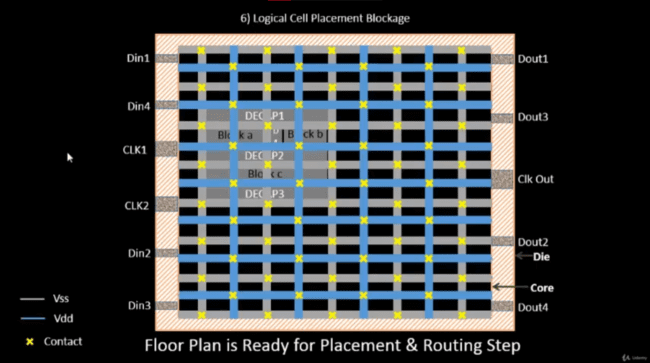 6) Logical Cell Placement Blockage
Din1
Dout1
Din4
DECAP1
Dout3
Block a
Block b
CLK1
DECAP2
Block c
Clk Out
DECAP3
CLK2
Dout2
Din2
Die
Core
Vss
Din3
Dout4
Vdd
Contact
Floor Plan is Ready for Placement & Routing Step
Udemy